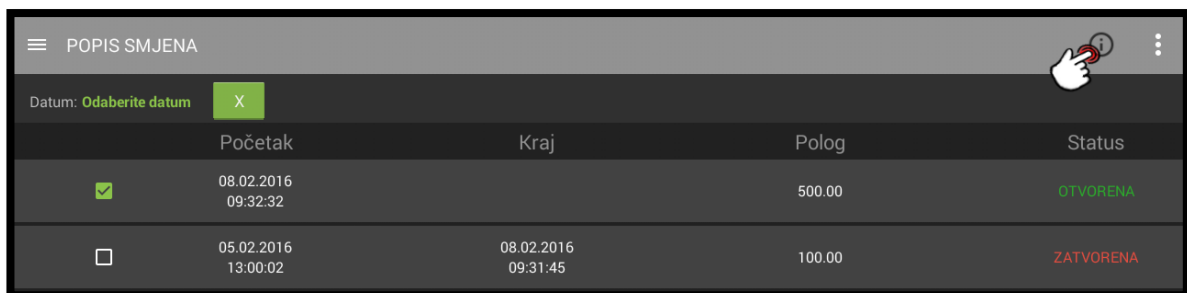 POPIS SMJENA
Datum: Odaberite datum X
Početak Kraj Polog Status
08.02.2016
09:32:32
500.00 OTVORENA
05.02.2016 08.02.2016
13:00:02 09:31:45
100.00 ZATVORENA